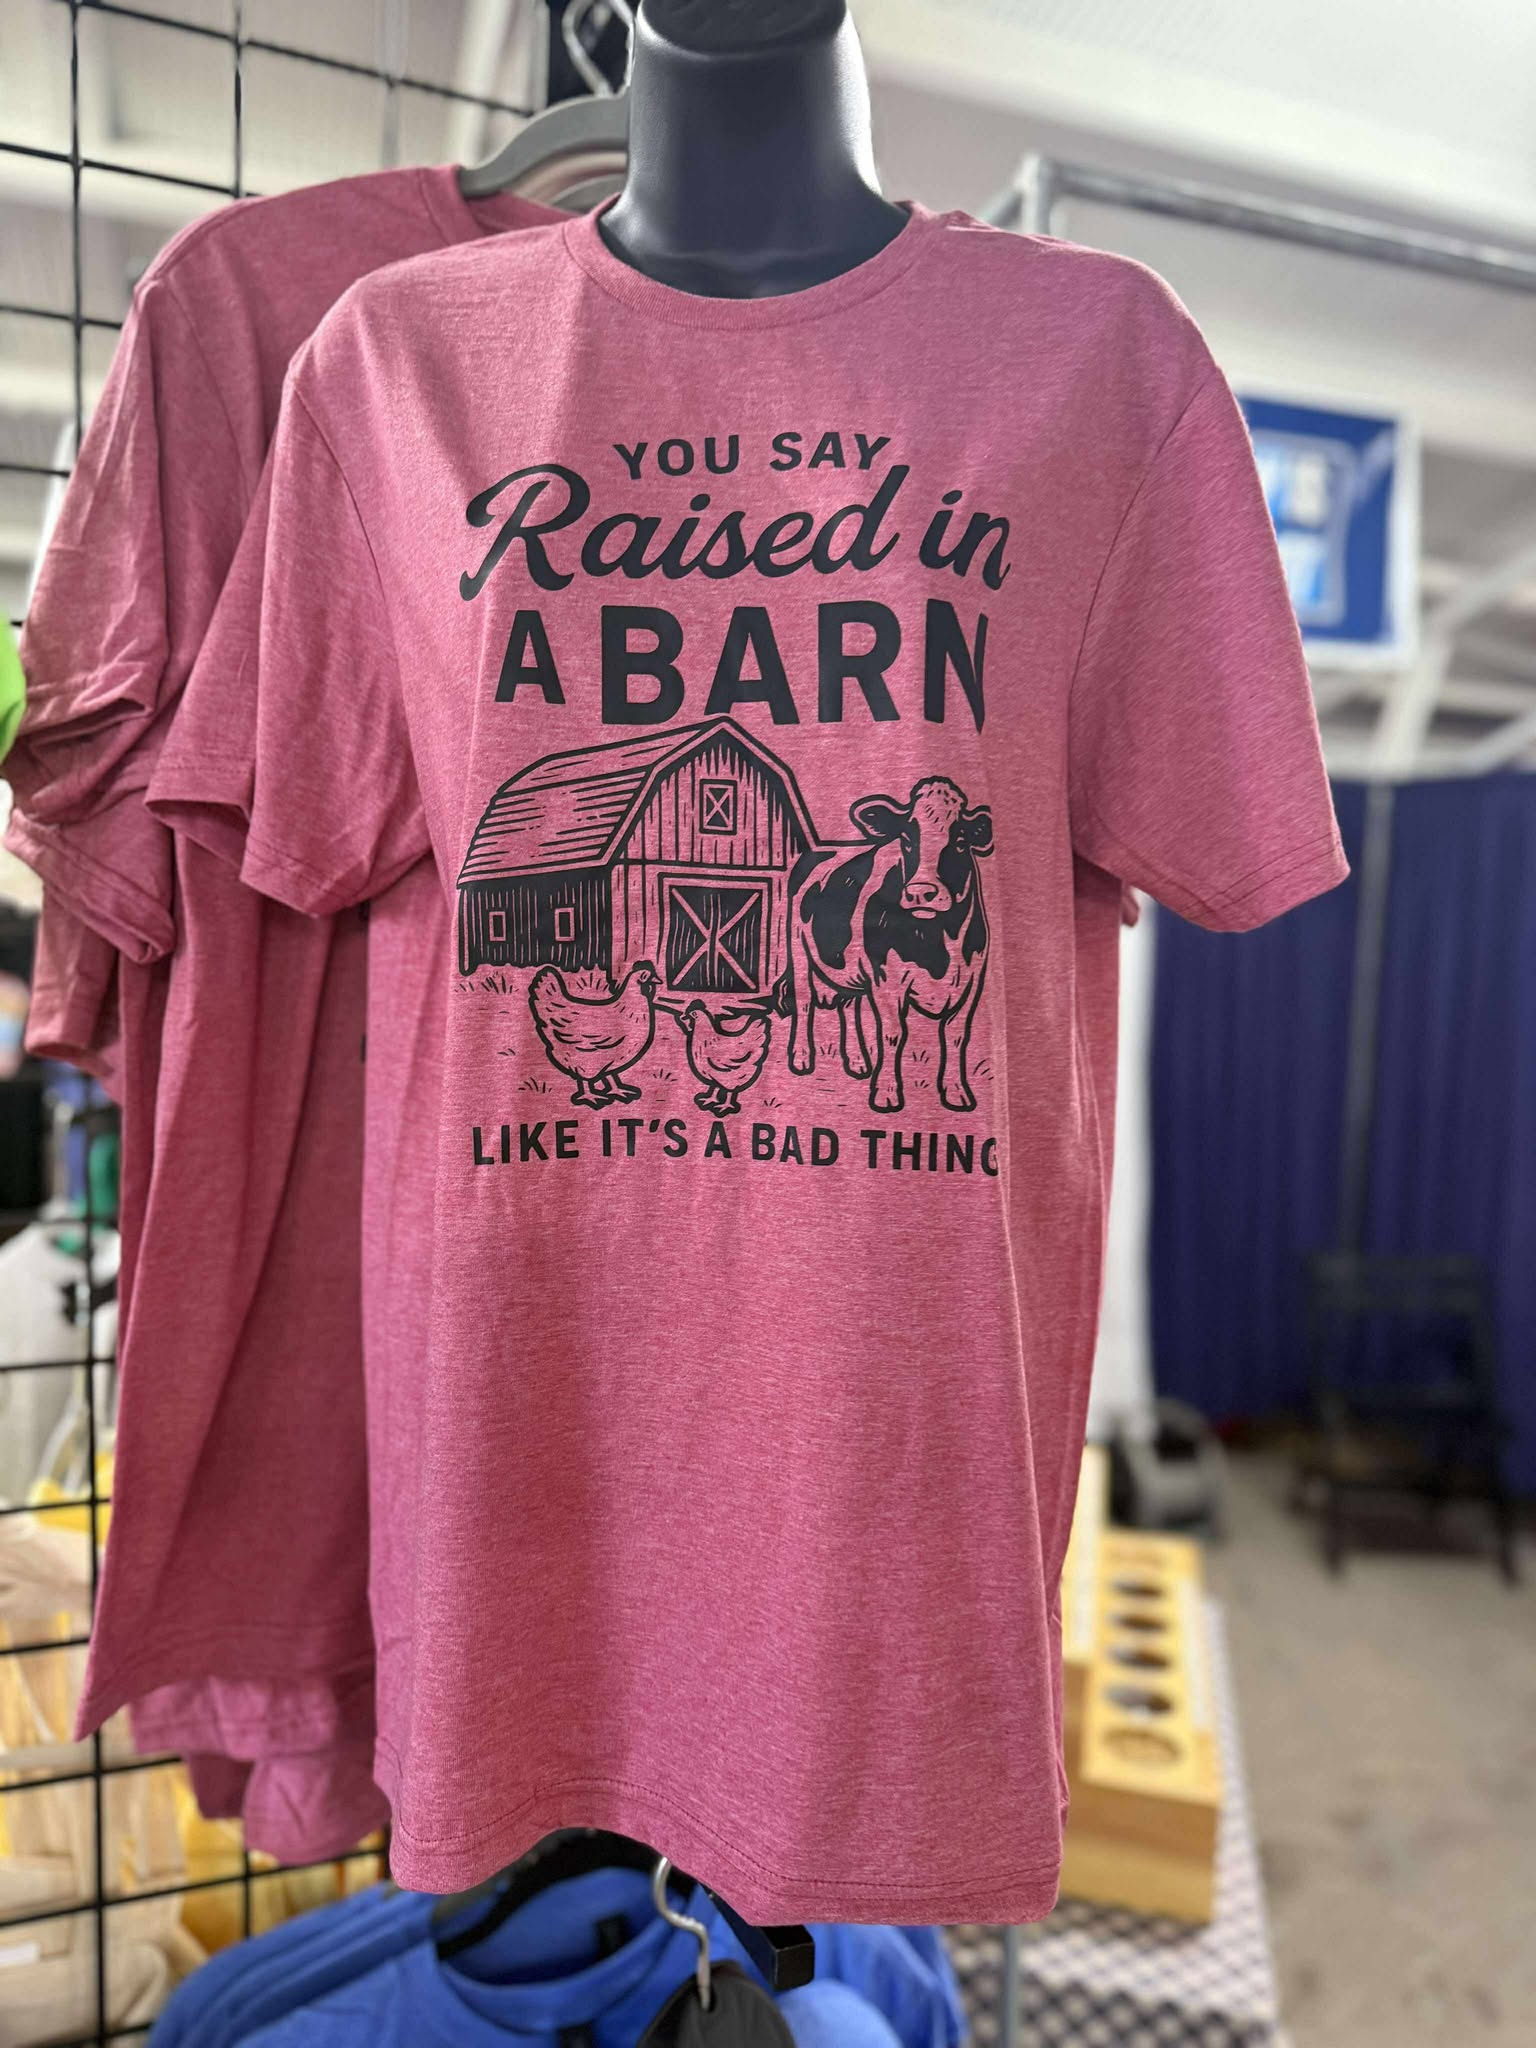 YOU SAY
Raised in
A BARN
LIKE IT'S A BAD THING